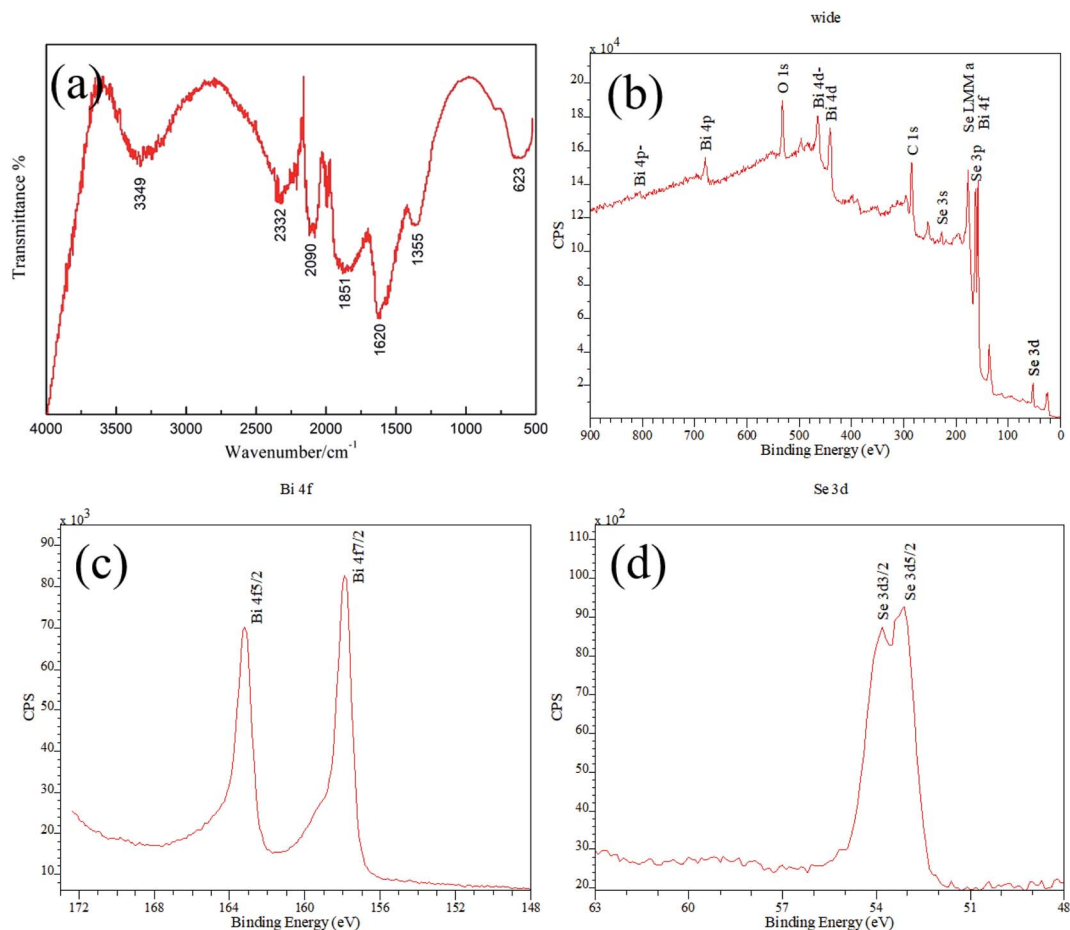 (a)
Transmittance %
3349
2332
2090
1851
1620
1355
623
4000 3500 3000 2500 2000 1500 1000 500
Wavenumber/cm-1
wide
x 10^4
(b)
Bi 4p-
Bi 4p
O 1s
Bi 4d-
Bi 4d
C 1s
Se 3s
Se LMM a
Se 3p
Bi 4f
Se 3d
20
18
16
14
12
10
8
6
4
2
CPS
900 800 700 600 500 400 300 200 100 0
Binding Energy (eV)
Bi 4f
x 10^3
(c)
Bi 4f5/2
Bi 4f7/2
90
80
70
60
50
40
30
20
10
CPS
172 168 164 160 156 152 148
Binding Energy (eV)
Se 3d
x 10^2
(d)
Se 3d3/2
Se 3d5/2
110
100
90
80
70
60
50
40
30
20
CPS
63 60 57 54 51 48
Binding Energy (eV)